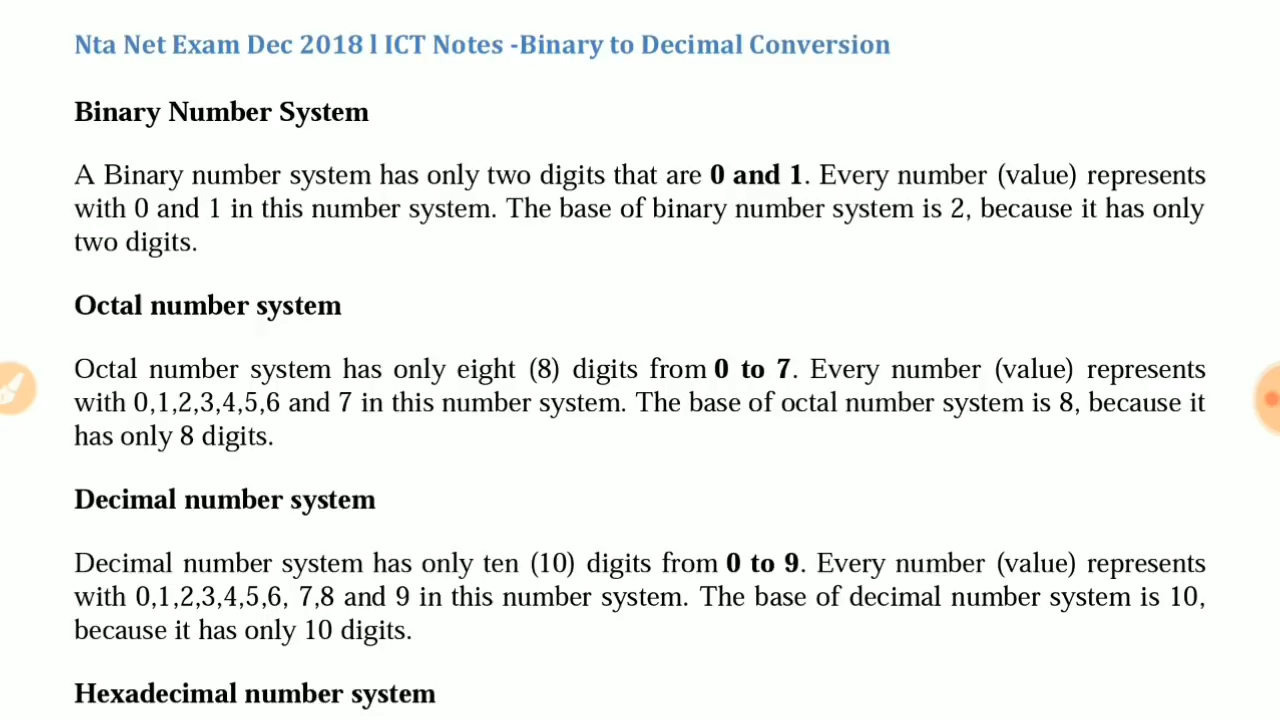 Nta Net Exam Dec 2018 l ICT Notes -Binary to Decimal Conversion
Binary Number System
A Binary number system has only two digits that are 0 and 1. Every number (value) represents
with 0 and 1 in this number system. The base of binary number system is 2, because it has only
two digits.
Octal number system
Octal number system has only eight (8) digits from 0 to 7. Every number (value) represents
with 0,1,2,3,4,5,6 and 7 in this number system. The base of octal number system is 8, because it
has only 8 digits.
Decimal number system
Decimal number system has only ten (10) digits from 0 to 9. Every number (value) represents
with 0,1,2,3,4,5,6, 7,8 and 9 in this number system. The base of decimal number system is 10,
because it has only 10 digits.
Hexadecimal number system